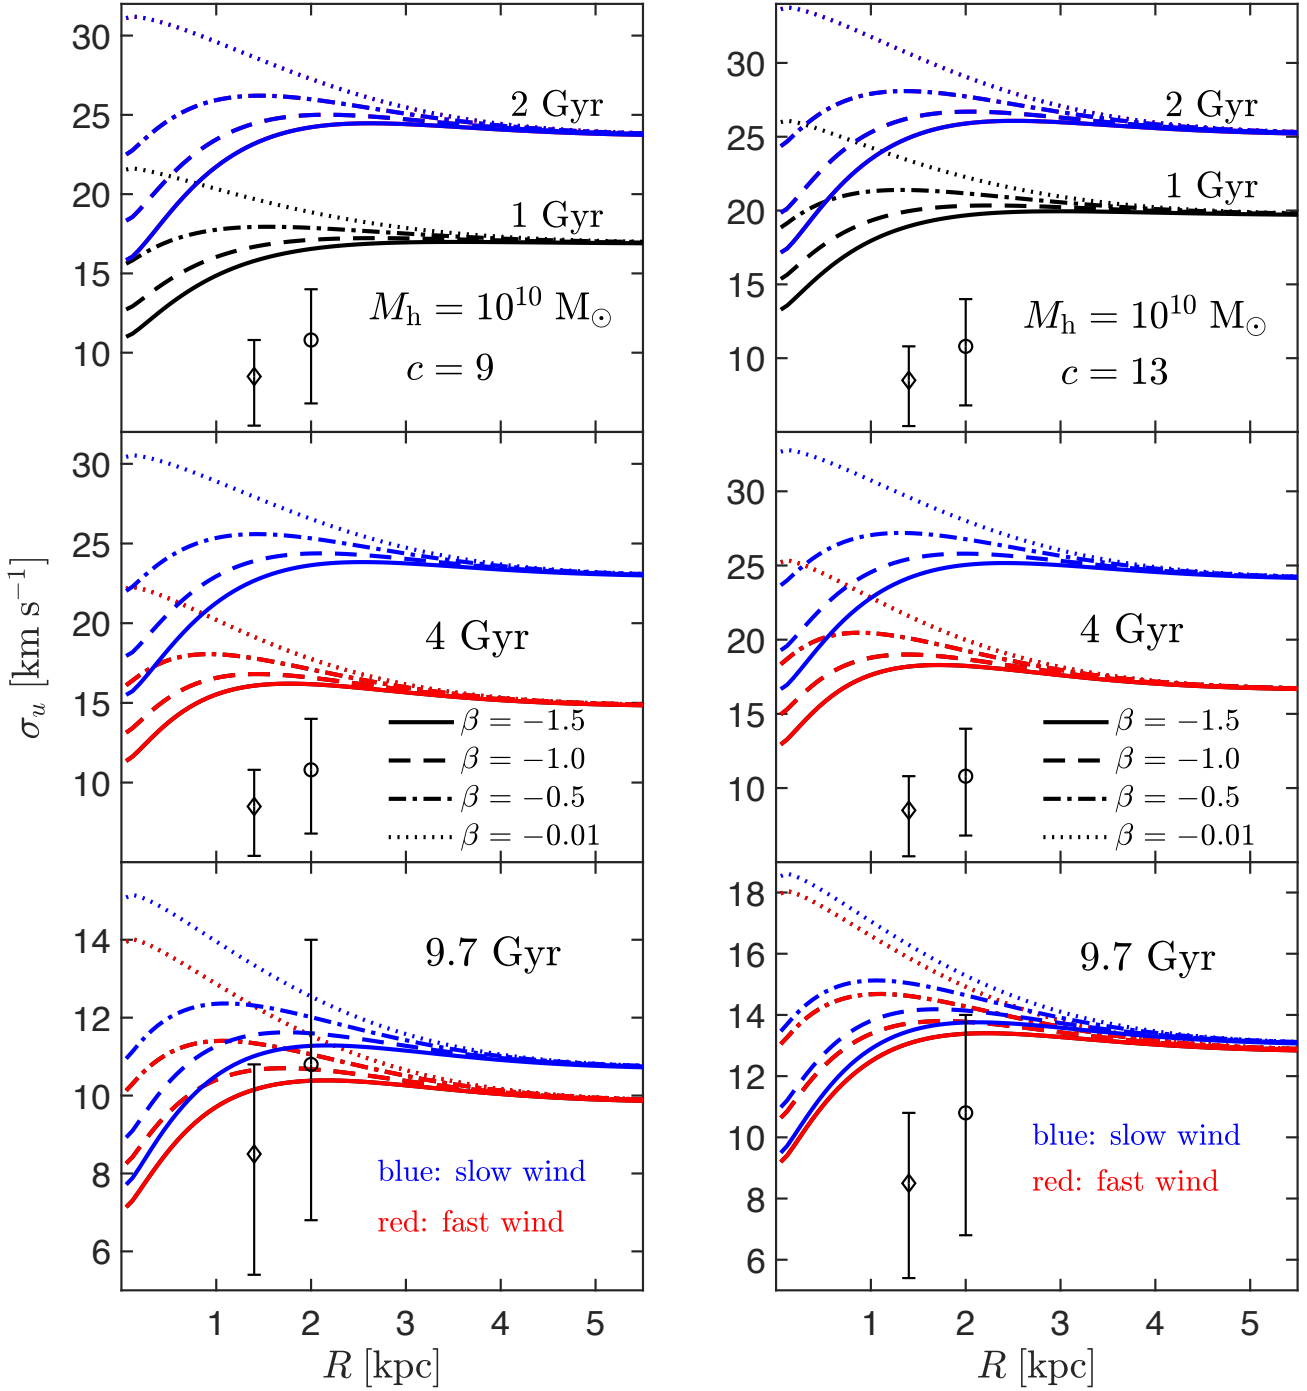 30
25
20
15
10
2 Gyr
1 Gyr
M_h = 10^10 M_⊙
c = 9
30
25
20
15
10
2 Gyr
1 Gyr
M_h = 10^10 M_⊙
c = 13
σ_u [km s^−1]
30
25
20
15
10
4 Gyr
β = −1.5
β = −1.0
β = −0.5
β = −0.01
30
25
20
15
10
4 Gyr
β = −1.5
β = −1.0
β = −0.5
β = −0.01
14
12
10
8
6
9.7 Gyr
blue: slow wind
red: fast wind
1 2 3 4 5
R [kpc]
18
16
14
12
10
8
6
9.7 Gyr
blue: slow wind
red: fast wind
1 2 3 4 5
R [kpc]